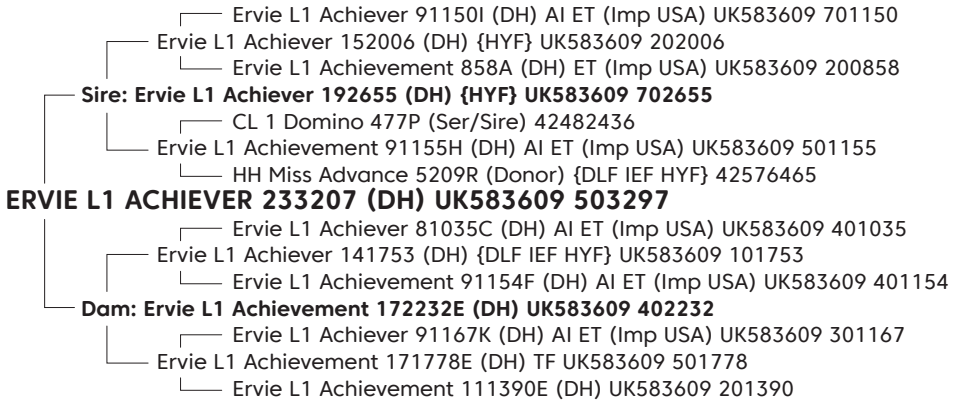 Ervie L1 Achiever 91150I (DH) AI ET (Imp USA) UK583609 701150
Ervie L1 Achiever 152006 (DH) {HYF} UK583609 202006
Ervie L1 Achievement 858A (DH) ET (Imp USA) UK583609 200858
Sire: Ervie L1 Achiever 192655 (DH) {HYF} UK583609 702655
CL 1 Domino 477P (Ser/Sire) 42482436
Ervie L1 Achievement 91155H (DH) AI ET (Imp USA) UK583609 501155
HH Miss Advance 5209R (Donor) {DLF IEF HYF} 42576465
ERVIE L1 ACHIEVER 233207 (DH) UK583609 503297
Ervie L1 Achiever 81035C (DH) AI ET (Imp USA) UK583609 401035
Ervie L1 Achiever 141753 (DH) {DLF IEF HYF} UK583609 101753
Ervie L1 Achievement 91154F (DH) AI ET (Imp USA) UK583609 401154
Dam: Ervie L1 Achievement 172232E (DH) UK583609 402232
Ervie L1 Achiever 91167K (DH) AI ET (Imp USA) UK583609 301167
Ervie L1 Achievement 171778E (DH) TF UK583609 501778
Ervie L1 Achievement 111390E (DH) UK583609 201390